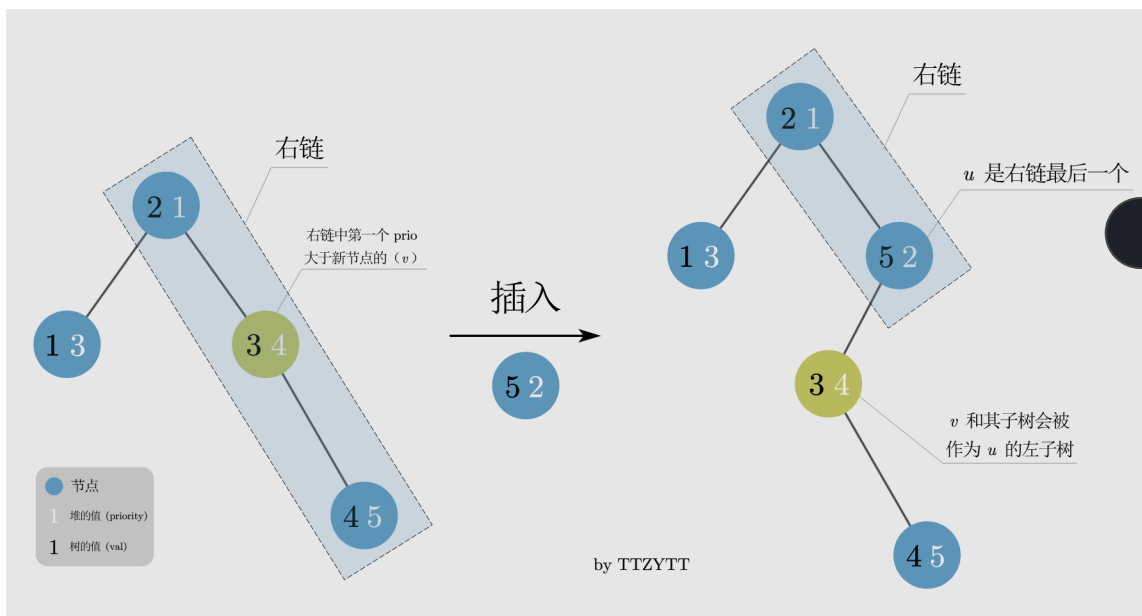 右链
2 1
右链中第一个 prio
大于新节点的（v）
1 3
3 4
4 5
节点
1 堆的值 (priority)
1 树的值 (val)
插入
5 2
右链
2 1
u 是右链最后一个
1 3
5 2
3 4
v 和其子树会被
作为 u 的左子树
4 5
by TTZYTT